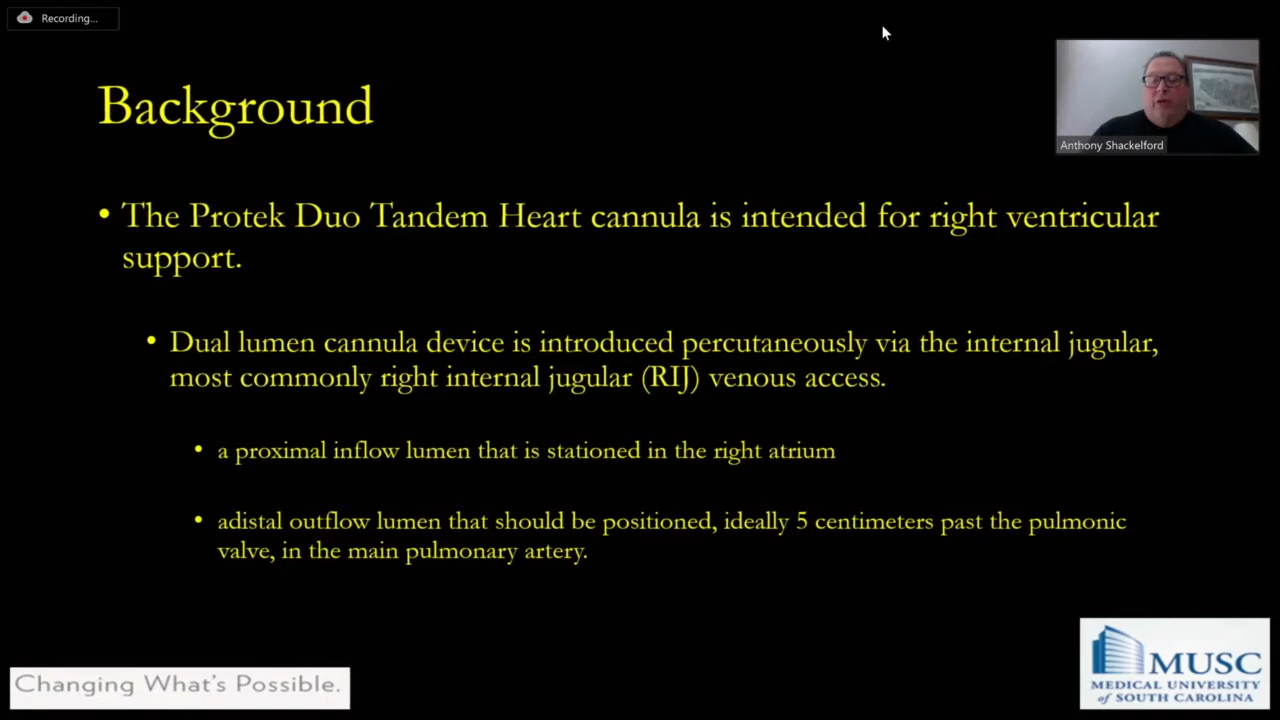 Recording...
Background
Anthony Shackelford
• The Protek Duo Tandem Heart cannula is intended for right ventricular
support.
• Dual lumen cannula device is introduced percutaneously via the internal jugular,
most commonly right internal jugular (RIJ) venous access.
• a proximal inflow lumen that is stationed in the right atrium
• adistal outflow lumen that should be positioned, ideally 5 centimeters past the pulmonic
valve, in the main pulmonary artery.
Changing What's Possible.
MUSC
MEDICAL UNIVERSITY
of SOUTH CAROLINA